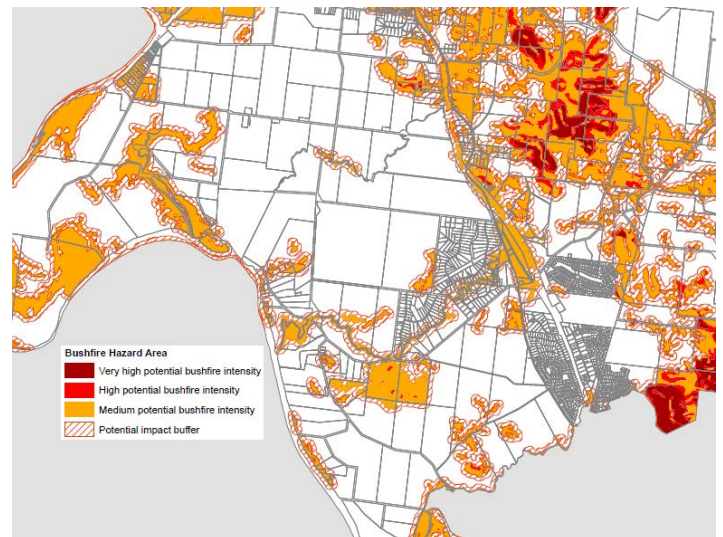 Bushfire Hazard Area
Very high potential bushfire intensity
High potential bushfire intensity
Medium potential bushfire intensity
Potential impact buffer